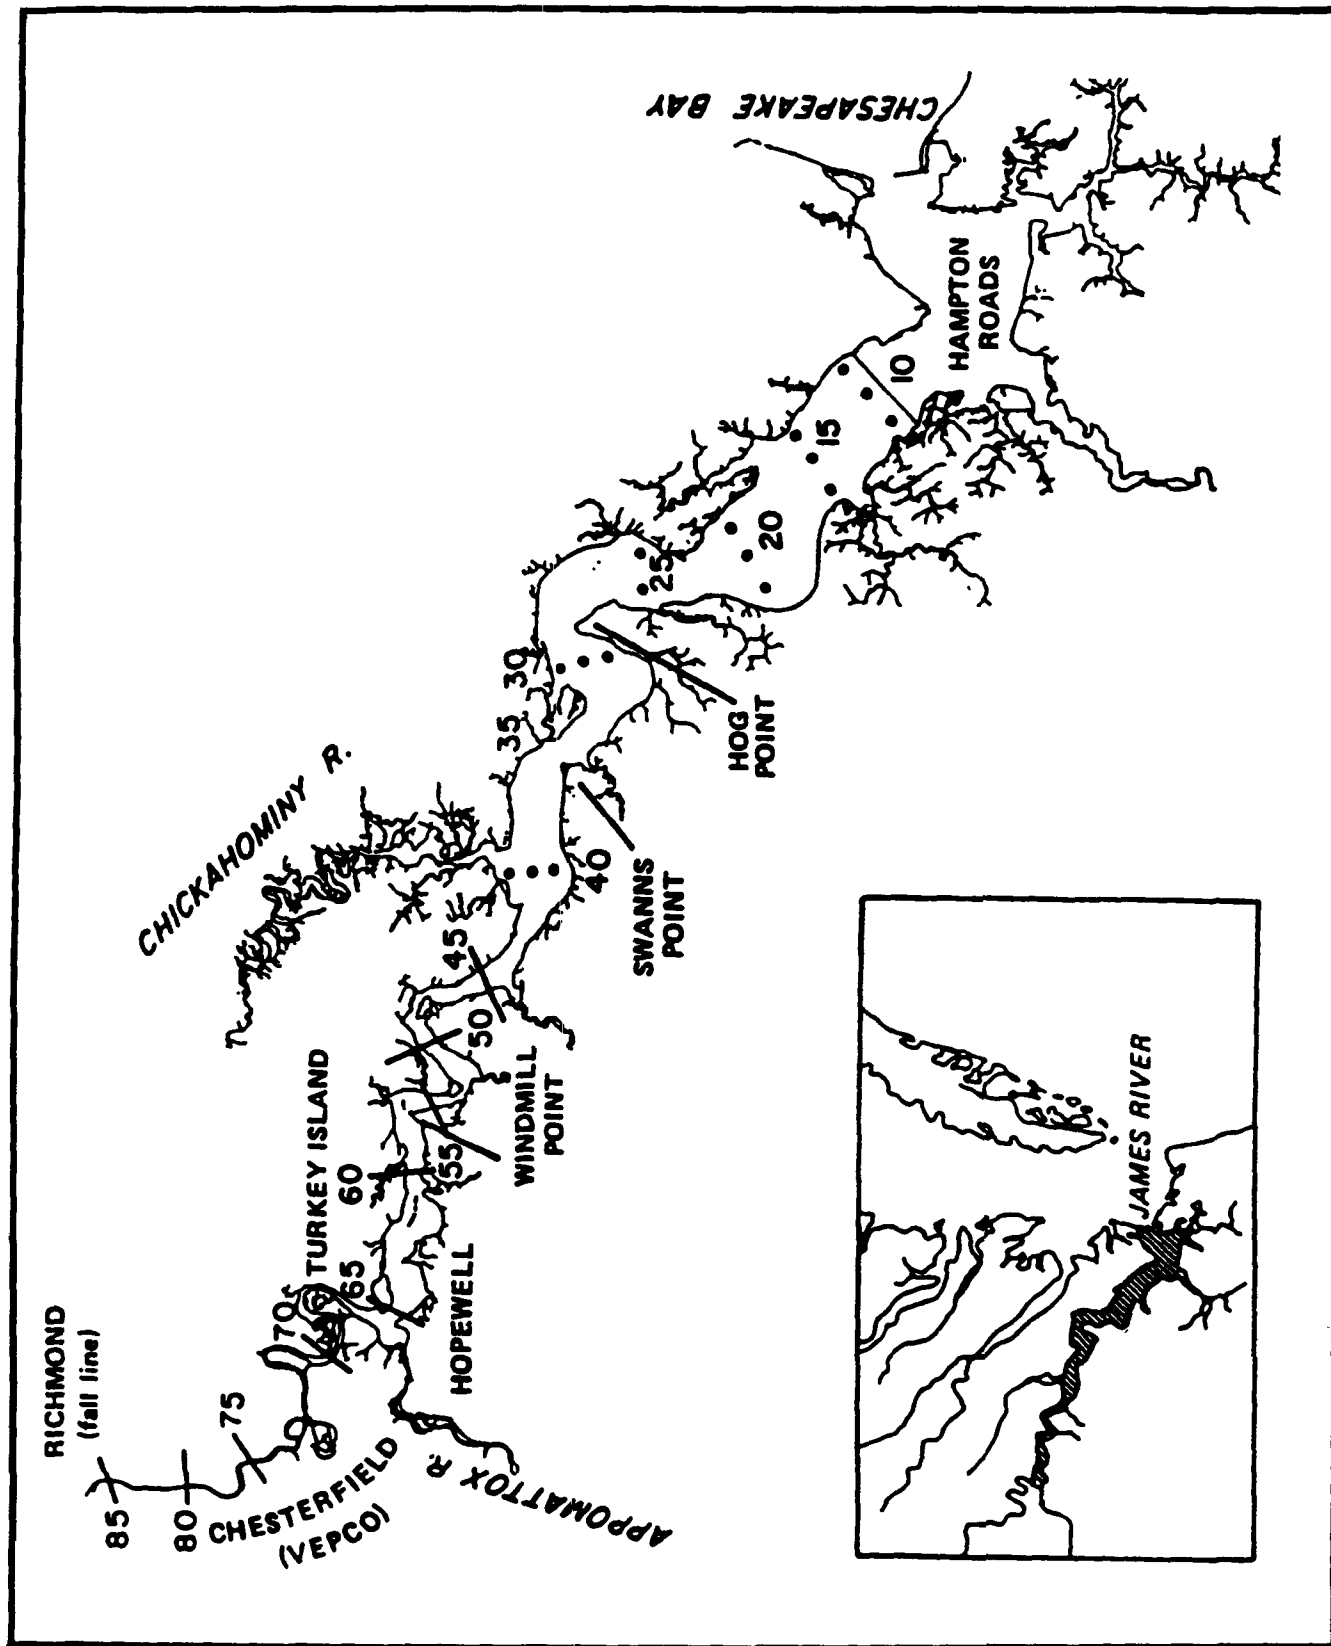 RICHMOND
(fall line)
85
80
75
CHESTERFIELD
(VEPCO)
APPOMATTOX R.
70
TURKEY ISLAND
65
HOPEWELL
60
55
WINDMILL
POINT
50
45
CHICKAHOMINY R.
40
SWANNS
POINT
35
30
HOG
POINT
25
20
15
10
HAMPTON
ROADS
CHESAPEAKE BAY
JAMES RIVER